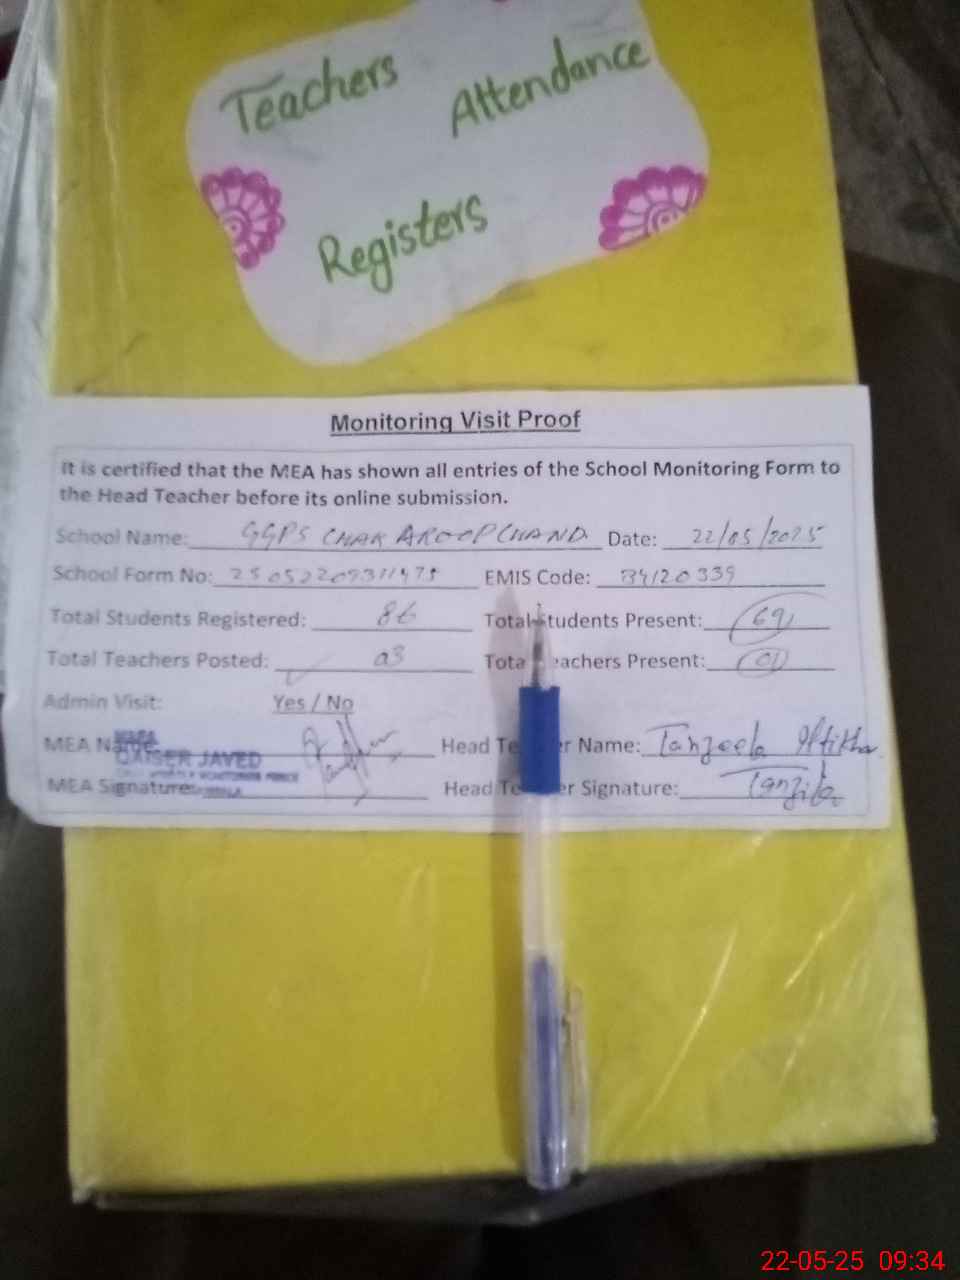 Teachers Attendance
Registers
Monitoring Visit Proof
It is certified that the MEA has shown all entries of the School Monitoring Form to
the Head Teacher before its online submission.
School Name: GGPS CHAK AROOPCHAND Date: 22/05/2025
School Form No: EMIS Code: 34120339
Total Students Registered: 86 Total Students Present: 69
Total Teachers Posted: 03 Total Teachers Present: 01
Admin Visit: Yes / No
MEA Name: QAISER JAVED Head Teacher Name: Tanzeela Iftikhar
MEA Signature: Head Teacher Signature: Tanzila
22-05-25 09:34